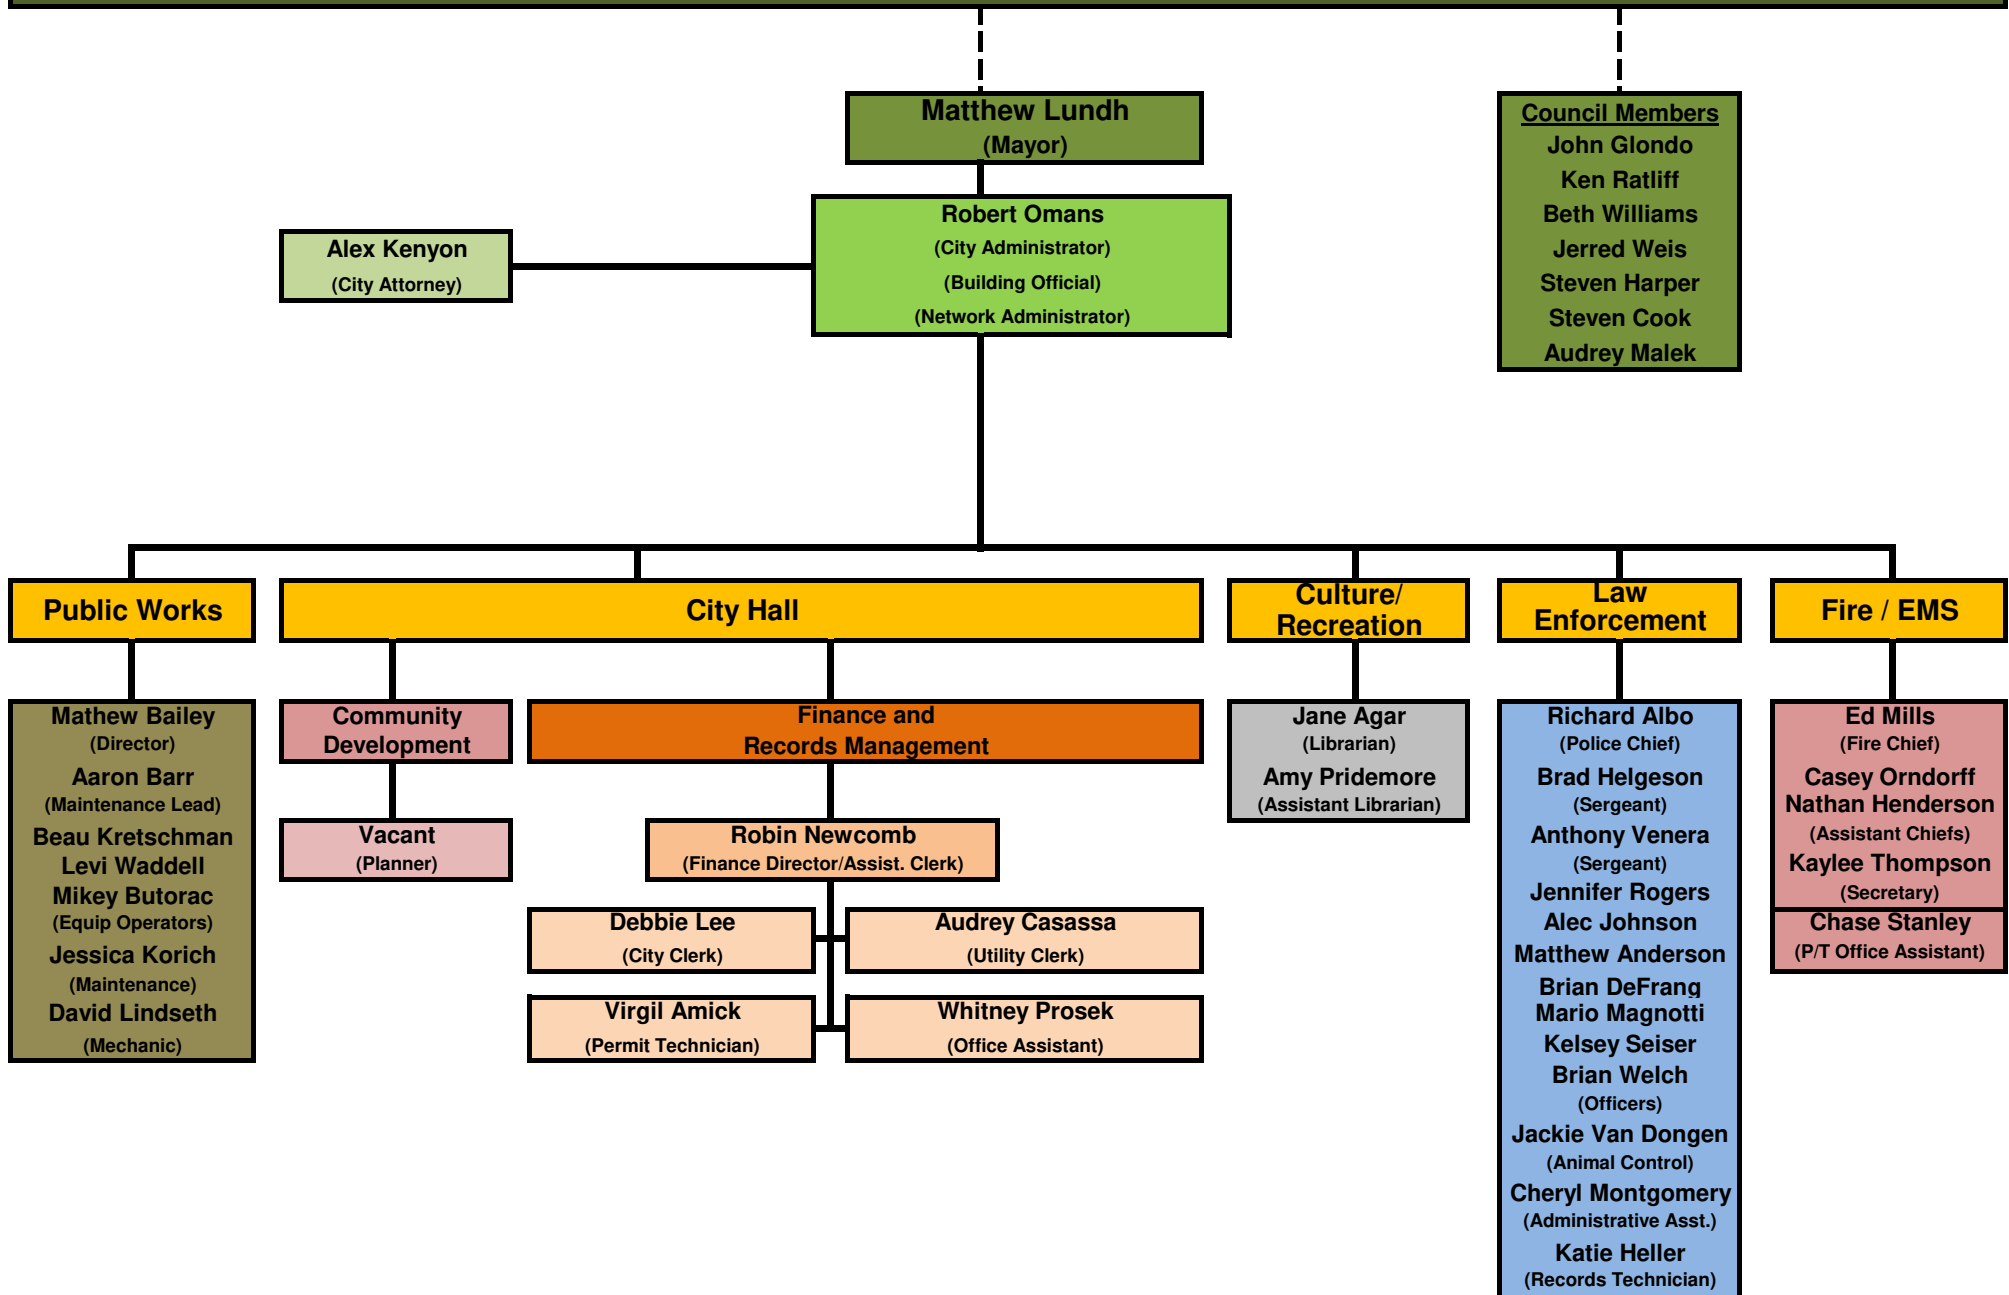 Matthew Lundh
(Mayor)
Council Members
John Glondo
Ken Ratliff
Beth Williams
Jerred Weis
Steven Harper
Steven Cook
Audrey Malek
Robert Omans
(City Administrator)
(Building Official)
(Network Administrator)
Alex Kenyon
(City Attorney)
Public Works
City Hall
Culture/
Recreation
Law
Enforcement
Fire / EMS
Mathew Bailey
(Director)
Aaron Barr
(Maintenance Lead)
Beau Kretschman
Levi Waddell
Mikey Butorac
(Equip Operators)
Jessica Korich
(Maintenance)
David Lindseth
(Mechanic)
Community
Development
Vacant
(Planner)
Finance and
Records Management
Robin Newcomb
(Finance Director/Assist. Clerk)
Debbie Lee
(City Clerk)
Audrey Casassa
(Utility Clerk)
Virgil Amick
(Permit Technician)
Whitney Prosek
(Office Assistant)
Jane Agar
(Librarian)
Amy Pridemore
(Assistant Librarian)
Richard Albo
(Police Chief)
Brad Helgeson
(Sergeant)
Anthony Venera
(Sergeant)
Jennifer Rogers
Alec Johnson
Matthew Anderson
Brian DeFrang
Mario Magnotti
Kelsey Seiser
Brian Welch
(Officers)
Jackie Van Dongen
(Animal Control)
Cheryl Montgomery
(Administrative Asst.)
Katie Heller
(Records Technician)
Ed Mills
(Fire Chief)
Casey Orndorff
Nathan Henderson
(Assistant Chiefs)
Kaylee Thompson
(Secretary)
Chase Stanley
(P/T Office Assistant)